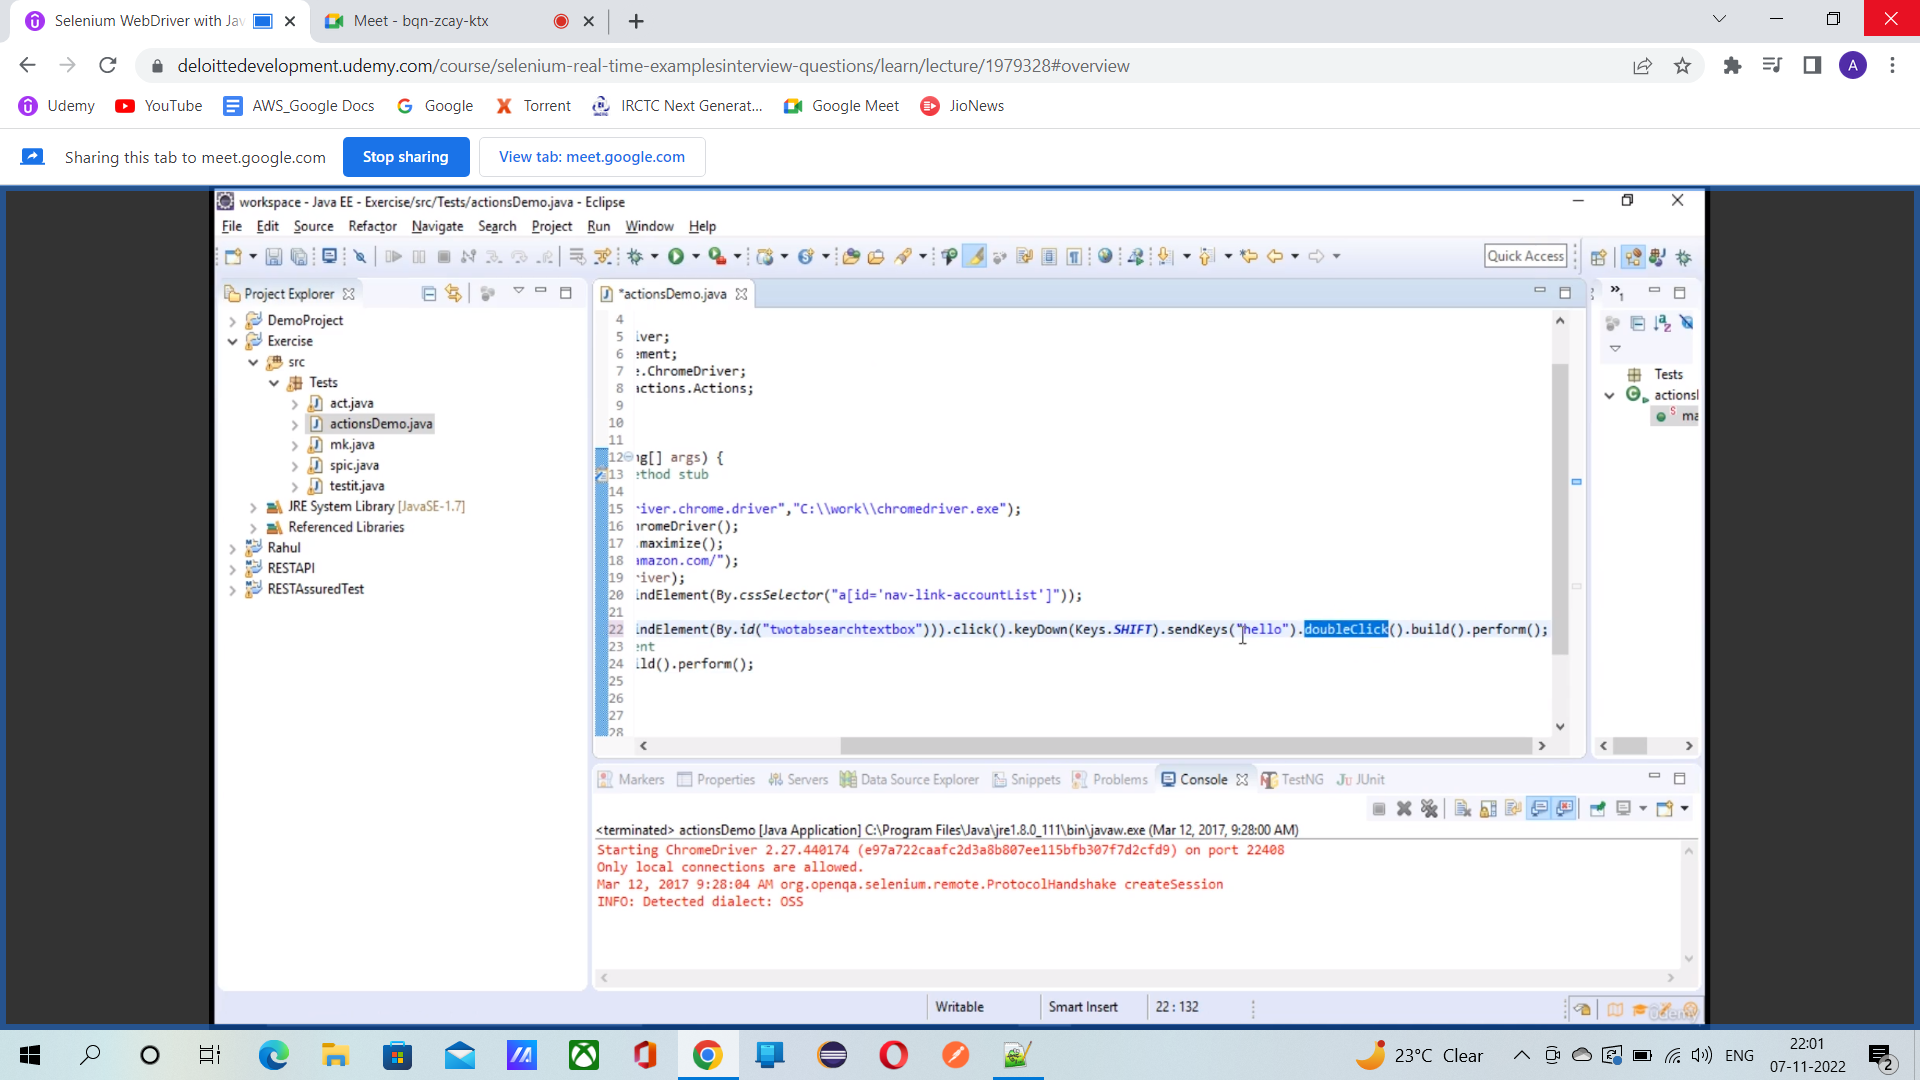 Selenium WebDriver with Jav
Meet - bqn-zcay-ktx
deloittedevelopment.udemy.com/course/selenium-real-time-examplesinterview-questions/learn/lecture/1979328#overview
A
Udemy
YouTube
AWS_Google Docs
Google
Torrent
IRCTC Next Generat...
Google Meet
JioNews
Sharing this tab to meet.google.com
Stop sharing
View tab: meet.google.com
workspace - Java EE - Exercise/src/Tests/actionsDemo.java - Eclipse
File Edit Source Refactor Navigate Search Project Run Window Help
Quick Access
Project Explorer
DemoProject
Exercise
src
Tests
act.java
actionsDemo.java
mk.java
spic.java
testit.java
JRE System Library [JavaSE-1.7]
Referenced Libraries
Rahul
RESTAPI
RESTAssuredTest
*actionsDemo.java
4
5 iver;
6 ement;
7 e.ChromeDriver;
8 actions.Actions;
9
10
11
12 ng[] args) {
13 ethod stub
14
15 river.chrome.driver","C:\\work\\chromedriver.exe");
16 hromeDriver();
17 .maximize();
18 amazon.com/");
19 river);
20 indElement(By.cssSelector("a[id='nav-link-accountList']"));
21
22 indElement(By.id("twotabsearchtextbox"))).click().keyDown(Keys.SHIFT).sendKeys("hello").doubleClick().build().perform();
23 ent
24 ild().perform();
25
26
27
28
Tests
actionsl
ma
Markers
Properties
Servers
Data Source Explorer
Snippets
Problems
Console
TestNG
JUnit
<terminated> actionsDemo [Java Application] C:\Program Files\Java\jre1.8.0_111\bin\javaw.exe (Mar 12, 2017, 9:28:00 AM)
Starting ChromeDriver 2.27.440174 (e97a722caafc2d3a8b807ee115bfb307f7d2cfd9) on port 22408
Only local connections are allowed.
Mar 12, 2017 9:28:04 AM org.openqa.selenium.remote.ProtocolHandshake createSession
INFO: Detected dialect: OSS
Writable
Smart Insert
22 : 132
Udemy
23°C Clear
ENG
22:01
07-11-2022
2